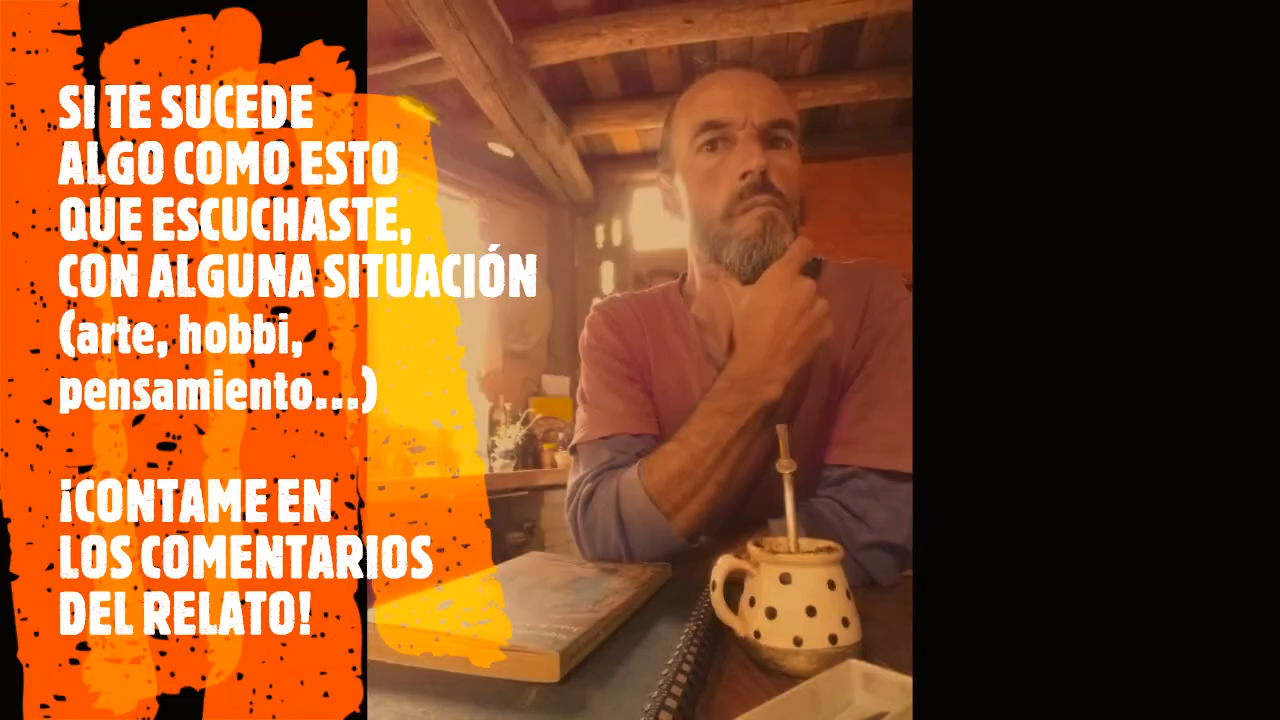 SI TE SUCEDE
ALGO COMO ESTO
QUE ESCUCHASTE,
CON ALGUNA SITUACIÓN
(arte, hobbi,
pensamiento...)
¡CONTAME EN
LOS COMENTARIOS
DEL RELATO!